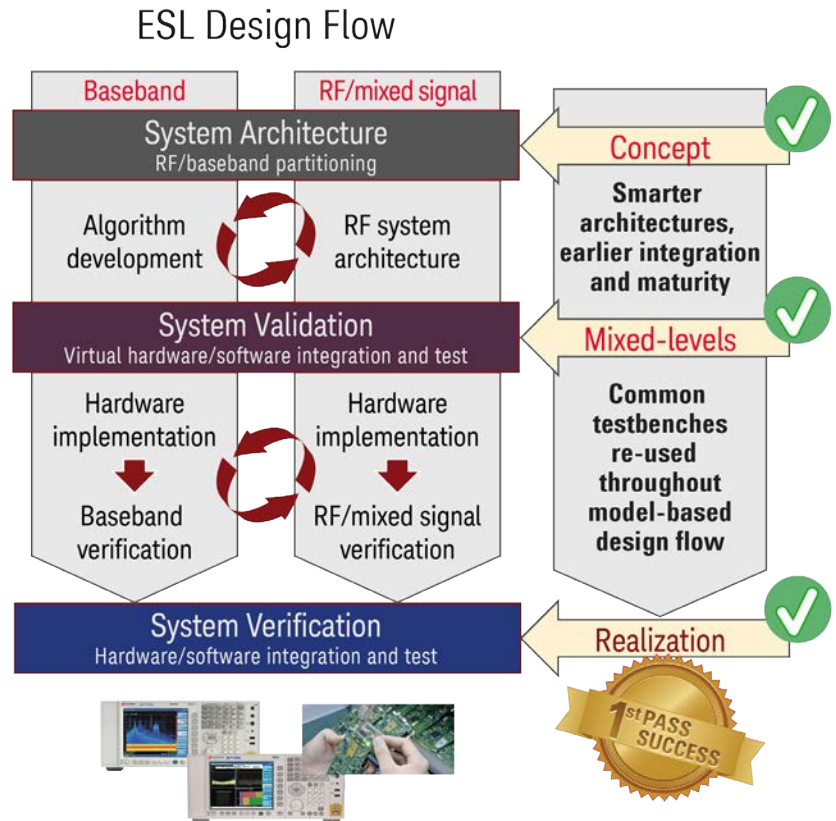 ESL Design Flow
Baseband
RF/mixed signal
System Architecture
RF/baseband partitioning
Concept
Algorithm
development
RF system
architecture
Smarter
architectures,
earlier integration
and maturity
System Validation
Virtual hardware/software integration and test
Mixed-levels
Hardware
implementation
Hardware
implementation
Baseband
verification
RF/mixed signal
verification
Common
testbenches
re-used
throughout
model-based
design flow
System Verification
Hardware/software integration and test
Realization
1st PASS
SUCCESS